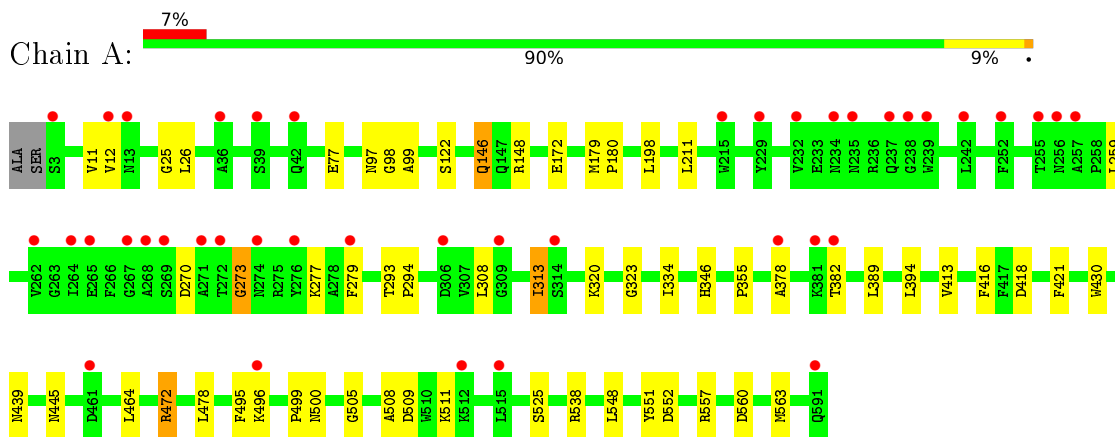 7%
Chain A:
90% 9% •
ALA SER S3 V11 V12 N13 G25 L26 A36 S39 Q42 E77 N97 G98 A99 S122 Q146 Q147 R148 E172 M179 P180 L198 L211 W215 Y229 V232 E233 N234 N235 R236 Q237 G238 W239 L242 F252 T255 N256 A257 P258 L259
V262 G263 I264 E265 F266 G267 A268 S269 D270 A271 T272 G273 N274 R275 Y276 K277 A278 F279 T293 P294 D306 V307 L308 G309 I313 S314 K320 G323 I334 H346 P355 A378 K381 T382 L389 L394 V413 F416 F417 D418 F421 W430
N439 N445 D461 L464 R472 L478 F495 K496 P499 N500 G505 A508 D509 W510 K511 K512 L515 S525 R538 L548 Y551 D552 R557 D560 M563 Q591